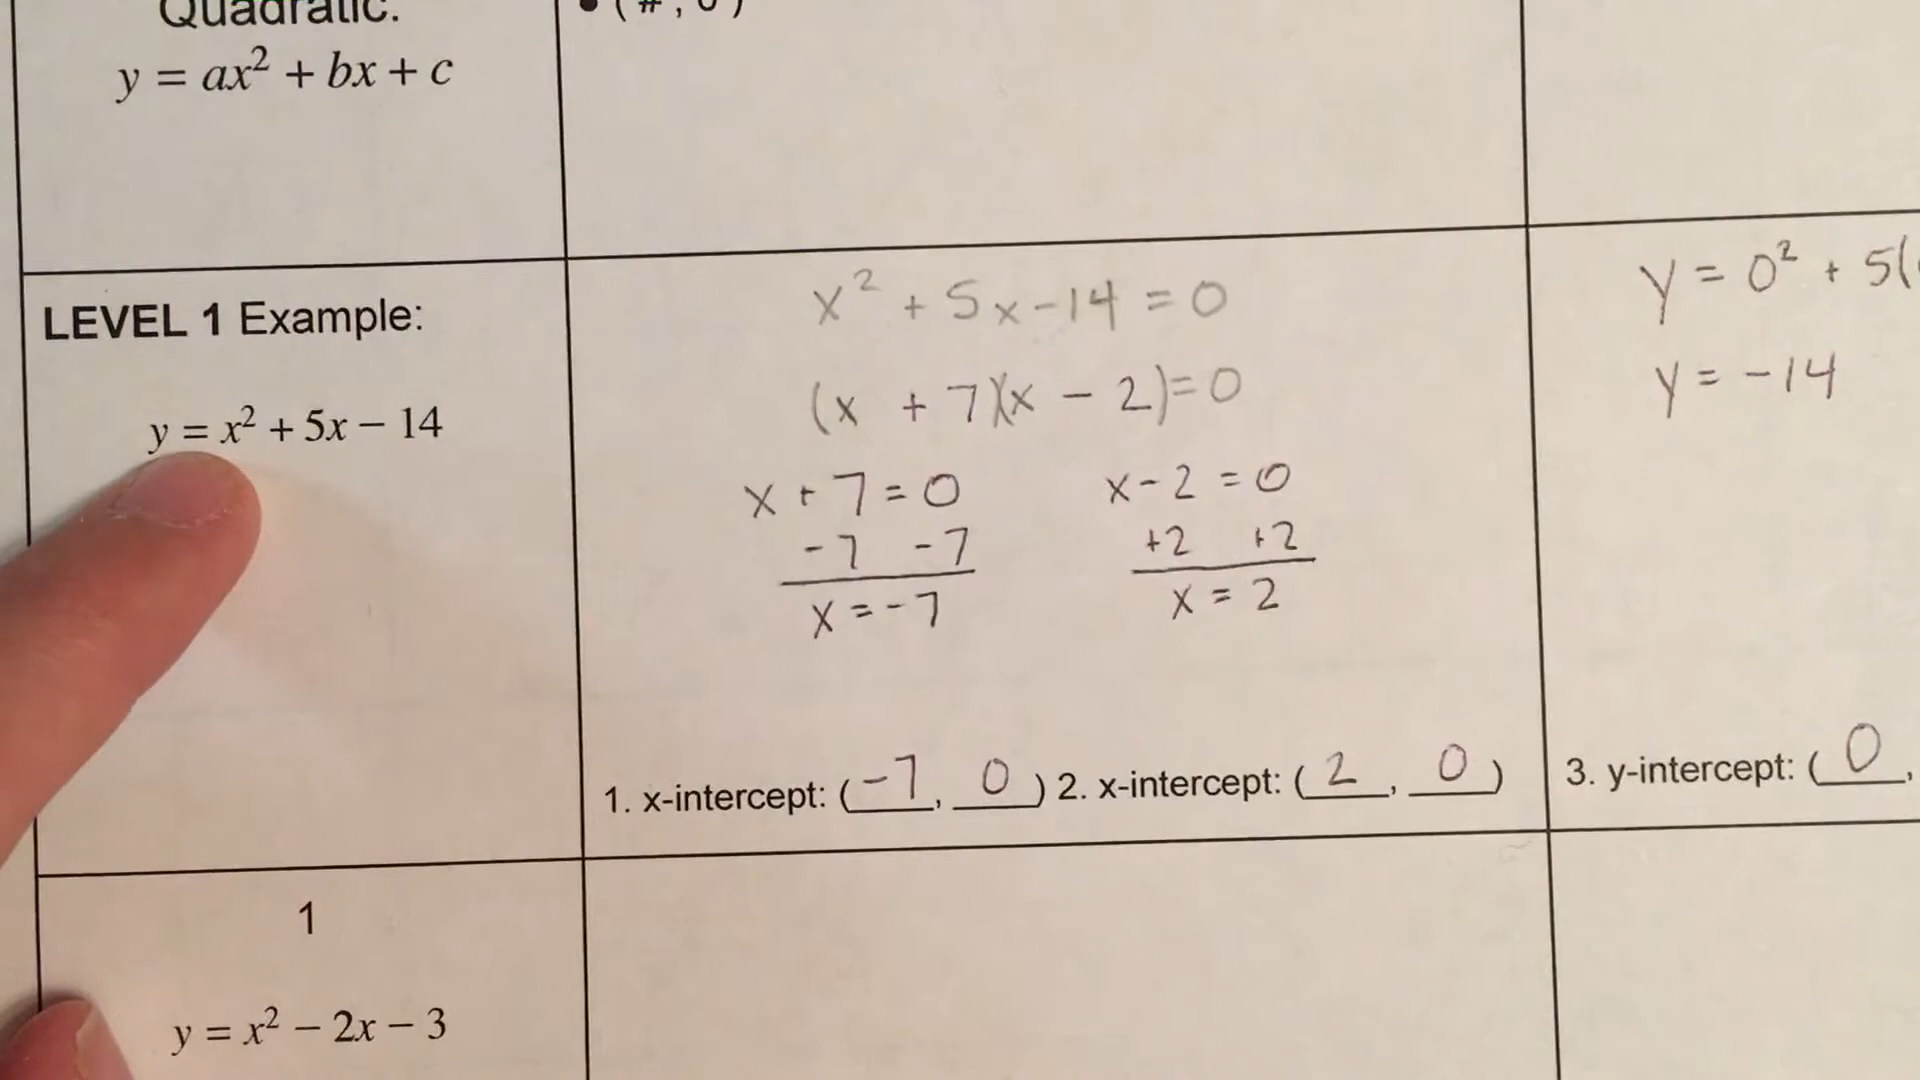 Quadratic:
y = ax² + bx + c
• ( #, 0 )
LEVEL 1 Example:
y = x² + 5x − 14
x² + 5x - 14 = 0
(x + 7)(x - 2) = 0
x + 7 = 0
-7 -7
x = -7
x - 2 = 0
+2 +2
x = 2
1. x-intercept: (-7, 0) 2. x-intercept: (2, 0)
y = 0² + 5(
y = -14
3. y-intercept: (0,
1
y = x² − 2x − 3